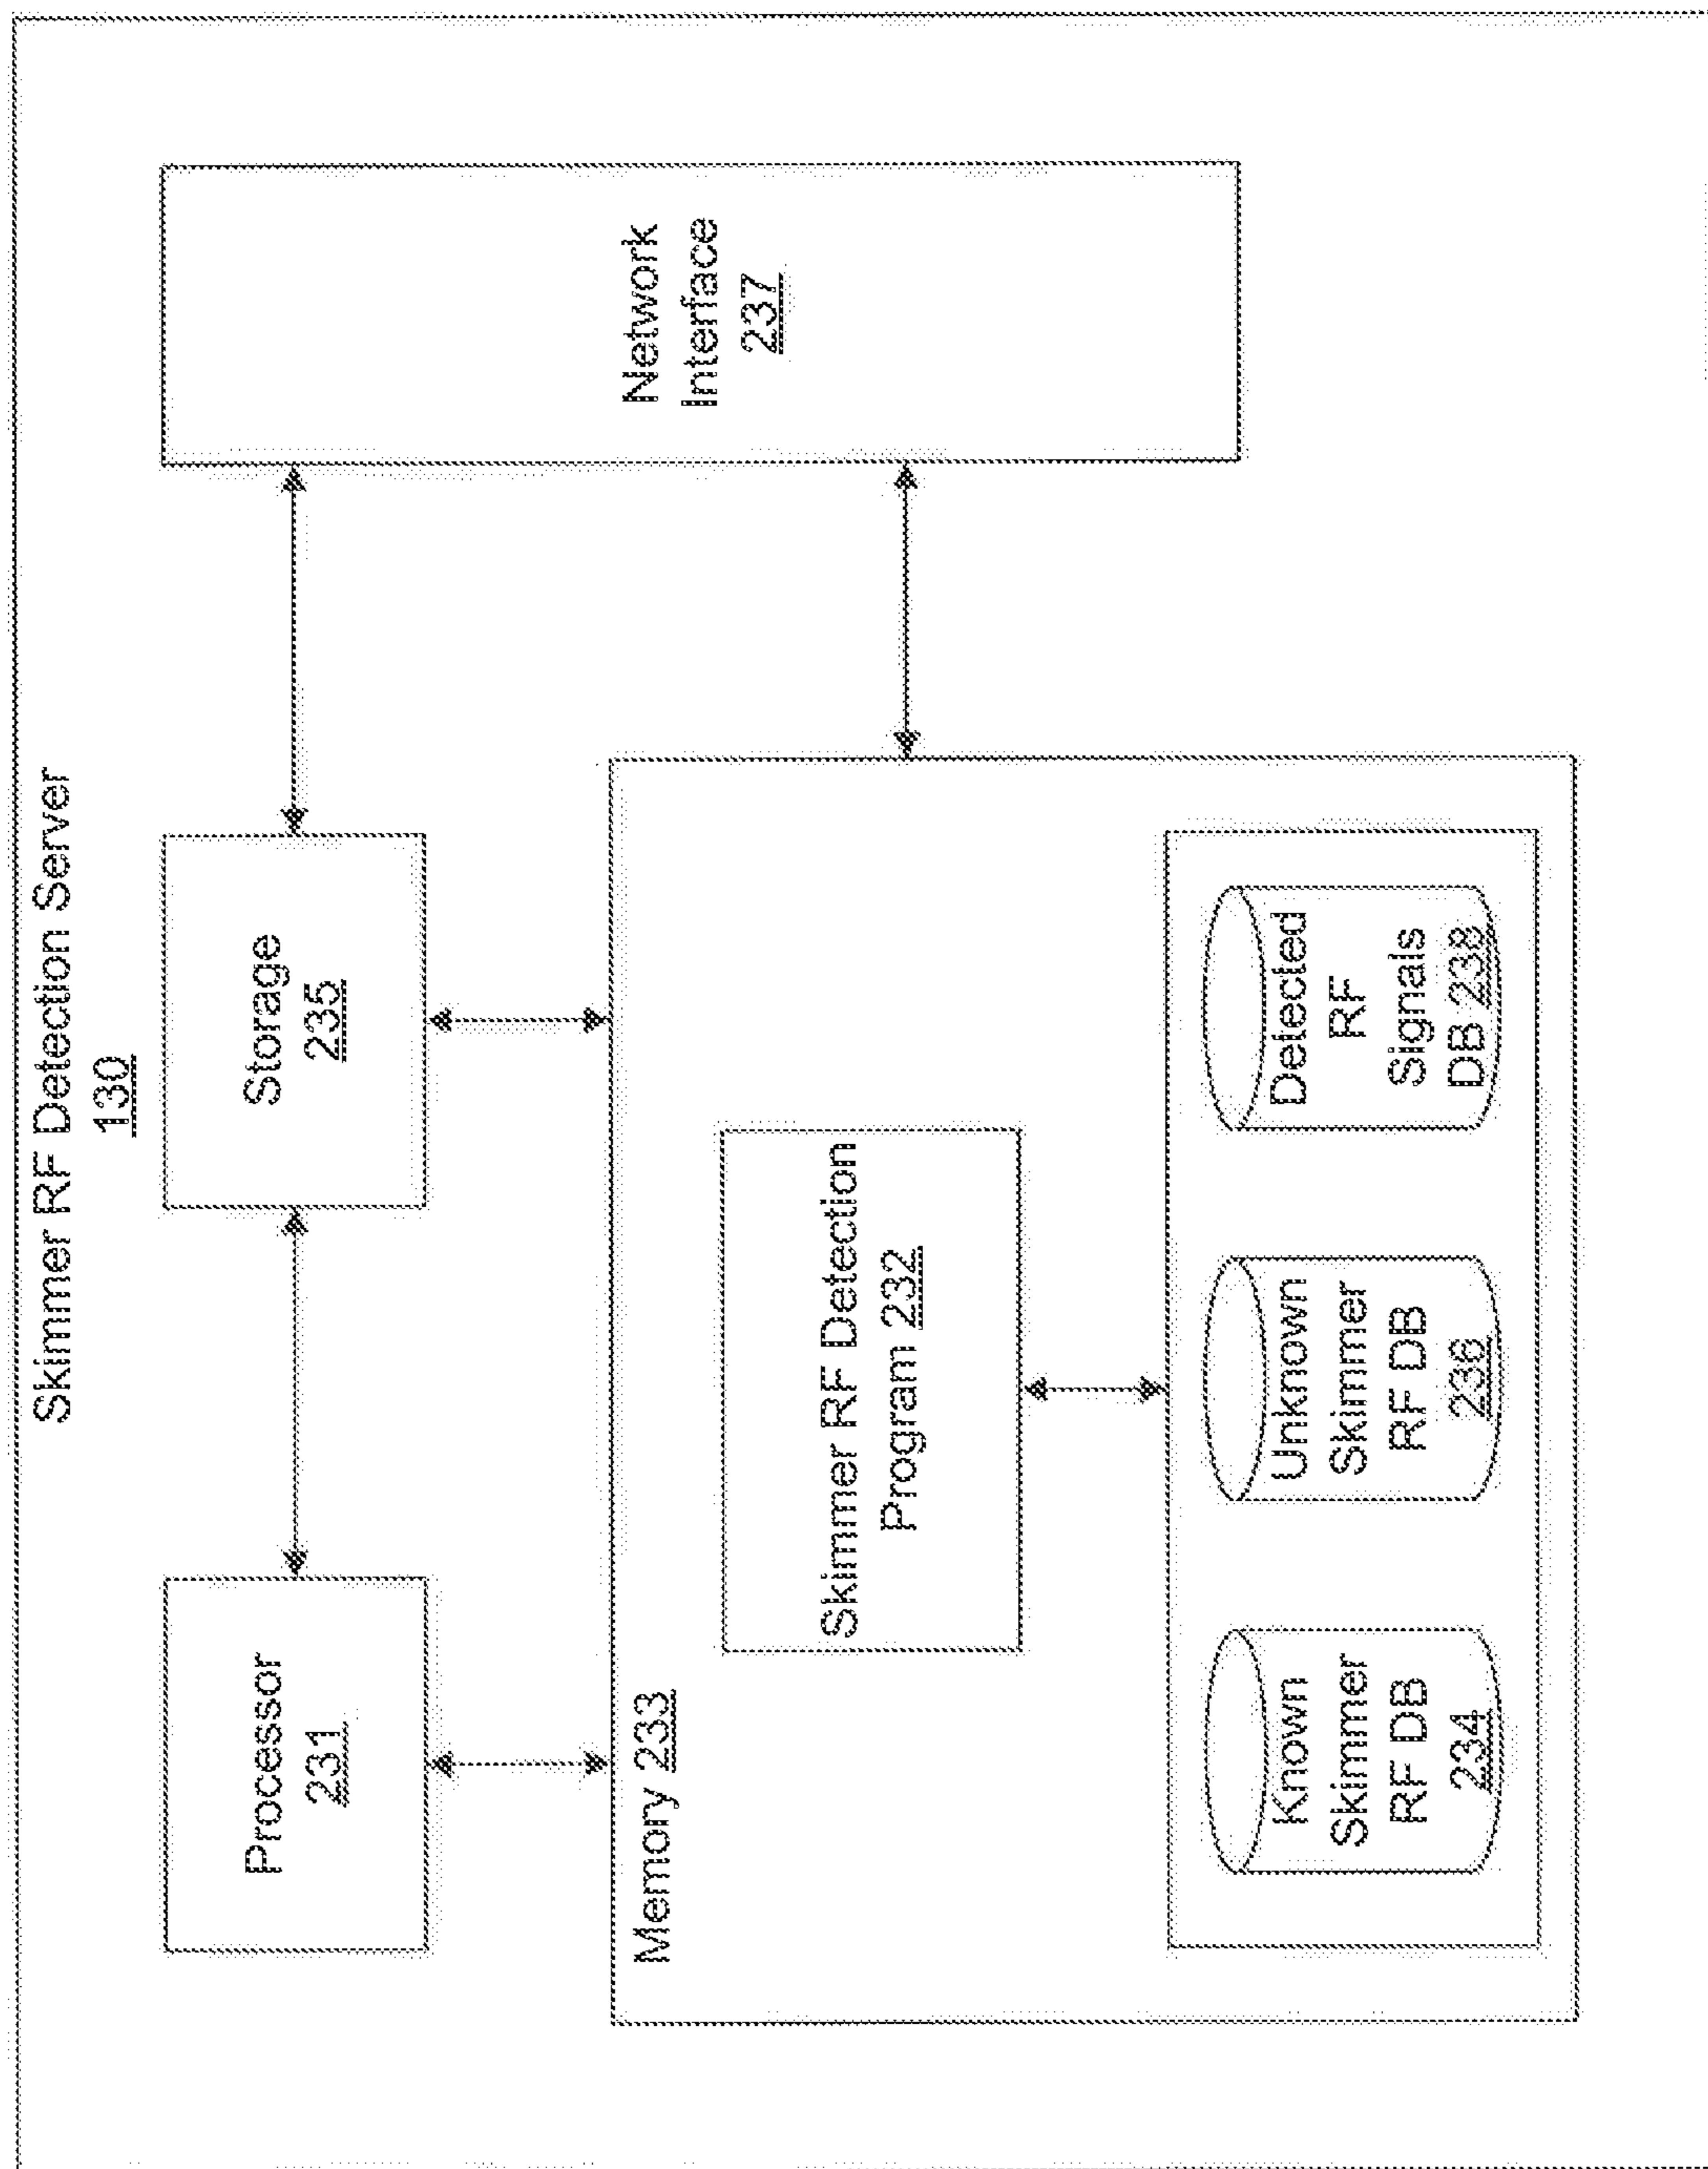 Skimmer RF Detection Server
130
Processor
231
Storage
235
Network
Interface
237
Memory 233
Skimmer RF Detection
Program 232
Known
Skimmer
RF DB
234
Unknown
Skimmer
RF DB
236
Detected
RF
Signals
DB 238